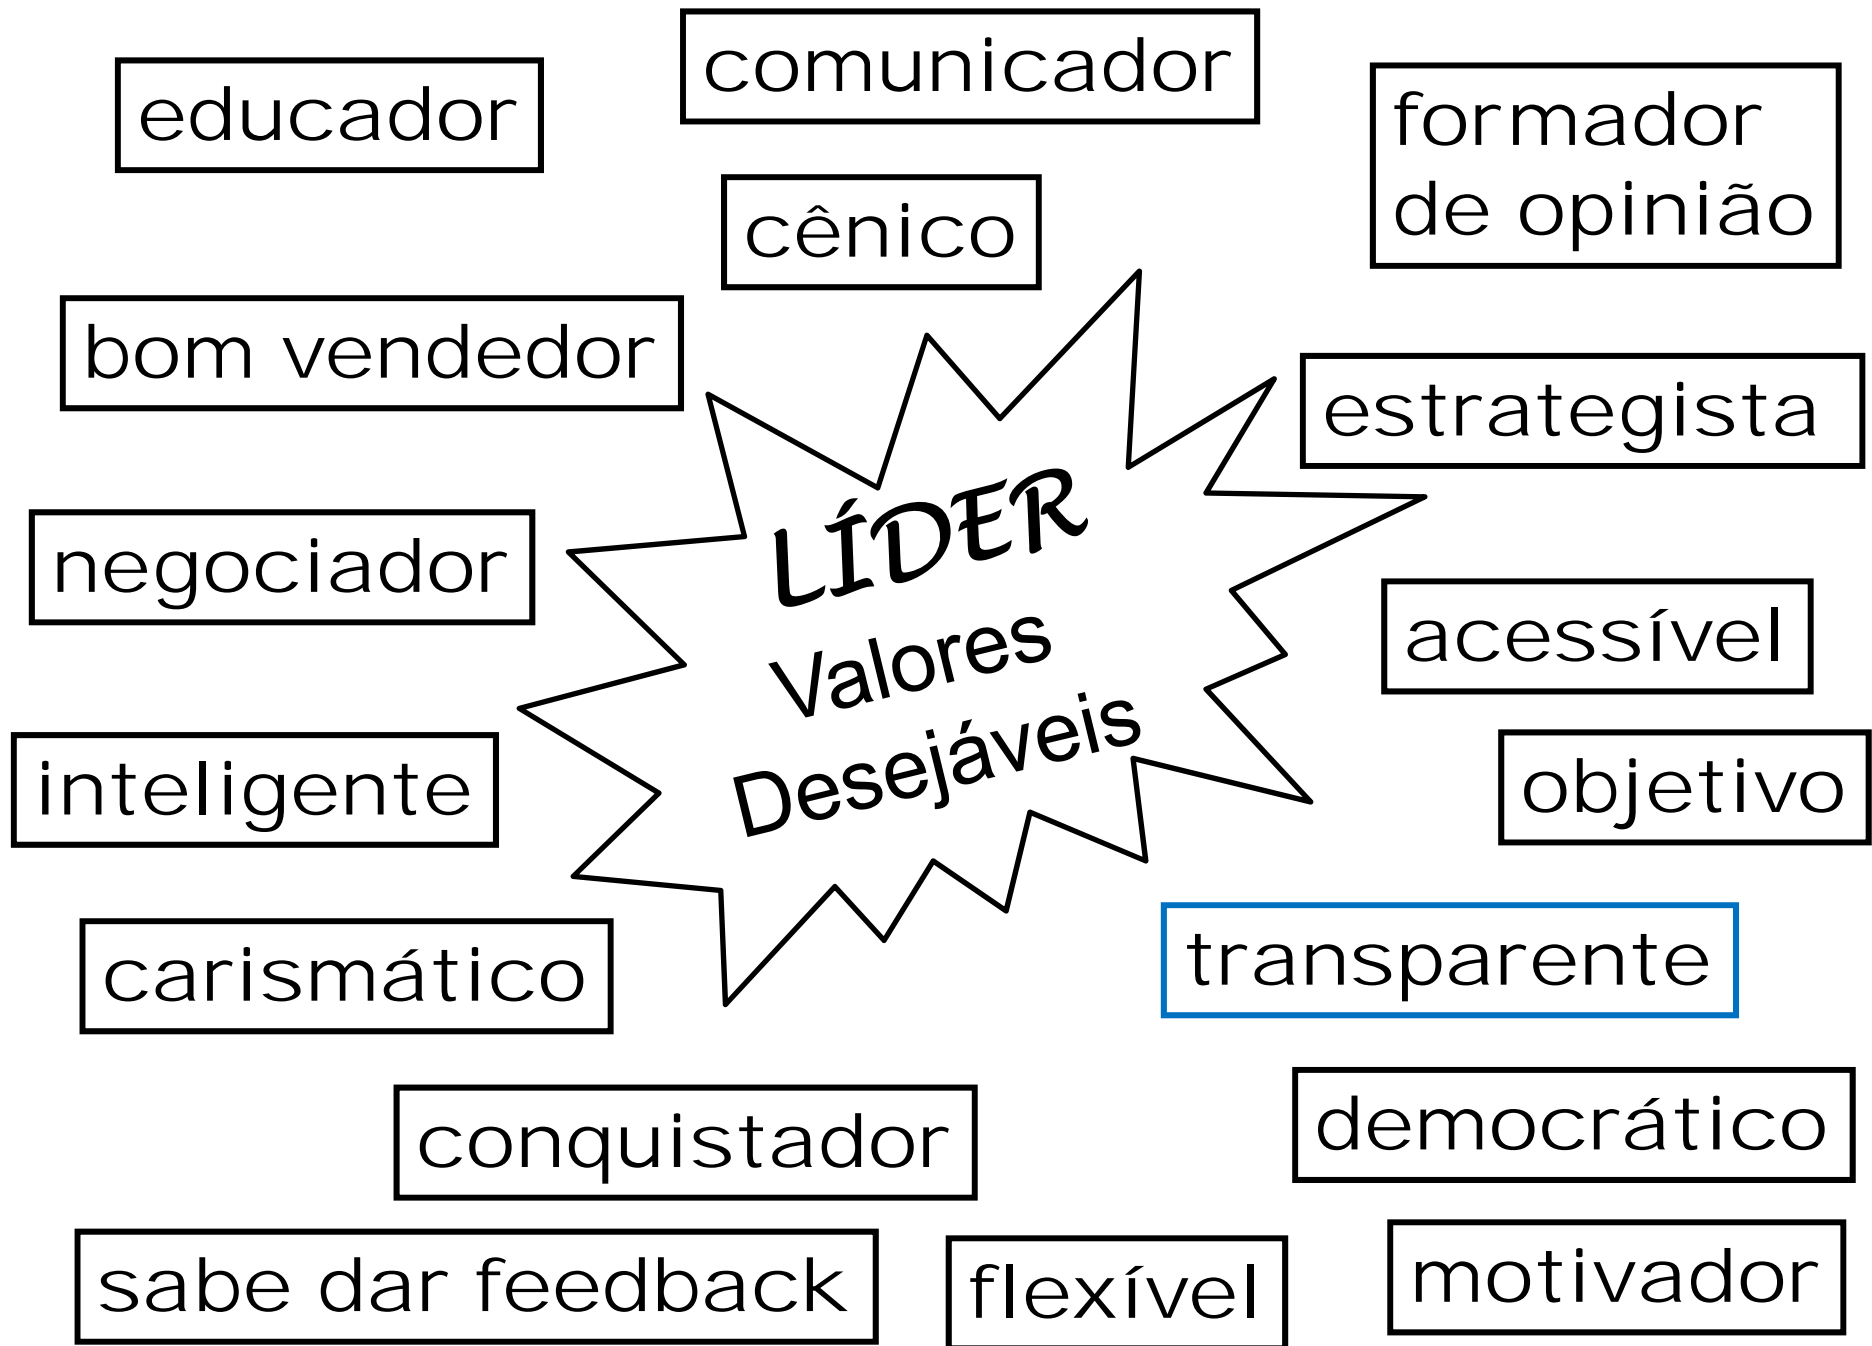 comunicador
educador
formador
de opinião
cênico
bom vendedor
estrategista
LÍDER
Valores
Desejáveis
negociador
acessível
inteligente
objetivo
carismático
transparente
conquistador
democrático
sabe dar feedback
flexível
motivador